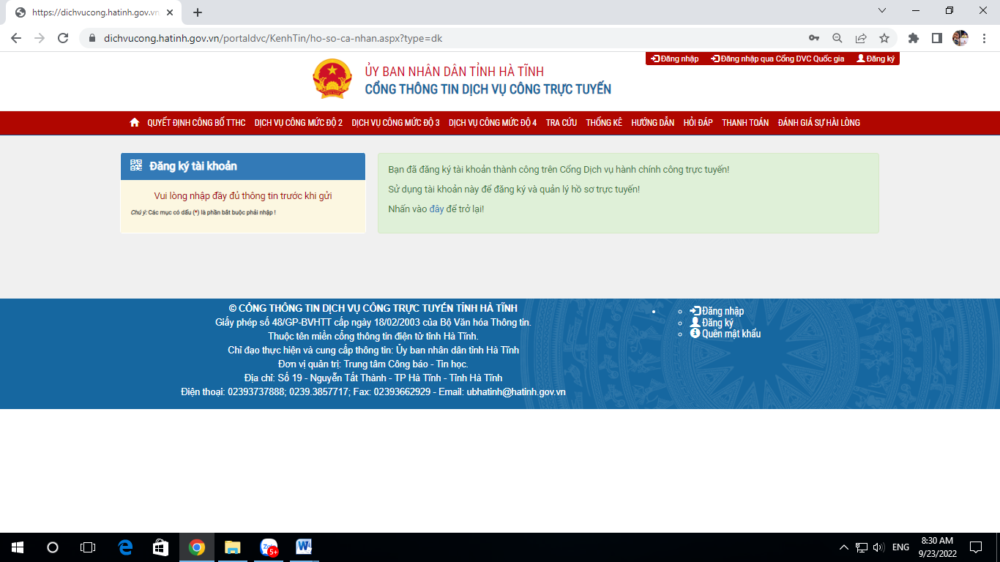 https://dichvucong.hatinh.gov.vn
dichvucong.hatinh.gov.vn/portaldvc/KenhTin/ho-so-ca-nhan.aspx?type=dk
Đăng nhập Đăng nhập qua Cổng DVC Quốc gia Đăng ký
ỦY BAN NHÂN DÂN TỈNH HÀ TĨNH
CỔNG THÔNG TIN DỊCH VỤ CÔNG TRỰC TUYẾN
QUYẾT ĐỊNH CÔNG BỐ TTHC DỊCH VỤ CÔNG MỨC ĐỘ 2 DỊCH VỤ CÔNG MỨC ĐỘ 3 DỊCH VỤ CÔNG MỨC ĐỘ 4 TRA CỨU THỐNG KÊ HƯỚNG DẪN HỎI ĐÁP THANH TOÁN ĐÁNH GIÁ SỰ HÀI LÒNG
Đăng ký tài khoản
Vui lòng nhập đầy đủ thông tin trước khi gửi
Chú ý: Các mục có dấu (*) là phần bắt buộc phải nhập !
Bạn đã đăng ký tài khoản thành công trên Cổng Dịch vụ hành chính công trực tuyến!
Sử dụng tài khoản này để đăng ký và quản lý hồ sơ trực tuyến!
Nhấn vào đây để trở lại!
© CỔNG THÔNG TIN DỊCH VỤ CÔNG TRỰC TUYẾN TỈNH HÀ TĨNH
Giấy phép số 48/GP-BVHTT cấp ngày 18/02/2003 của Bộ Văn hóa Thông tin.
Thuộc tên miền cổng thông tin điện tử tỉnh Hà Tĩnh.
Chỉ đạo thực hiện và cung cấp thông tin: Ủy ban nhân dân tỉnh Hà Tĩnh
Đơn vị quản trị: Trung tâm Công báo - Tin học.
Địa chỉ: Số 19 - Nguyễn Tất Thành - TP Hà Tĩnh - Tỉnh Hà Tĩnh
Điện thoại: 02393737888; 0239.3857717; Fax: 02393662929 - Email: ubhatinh@hatinh.gov.vn
Đăng nhập
Đăng ký
Quên mật khẩu
Zalo
5+
ENG
8:30 AM
9/23/2022